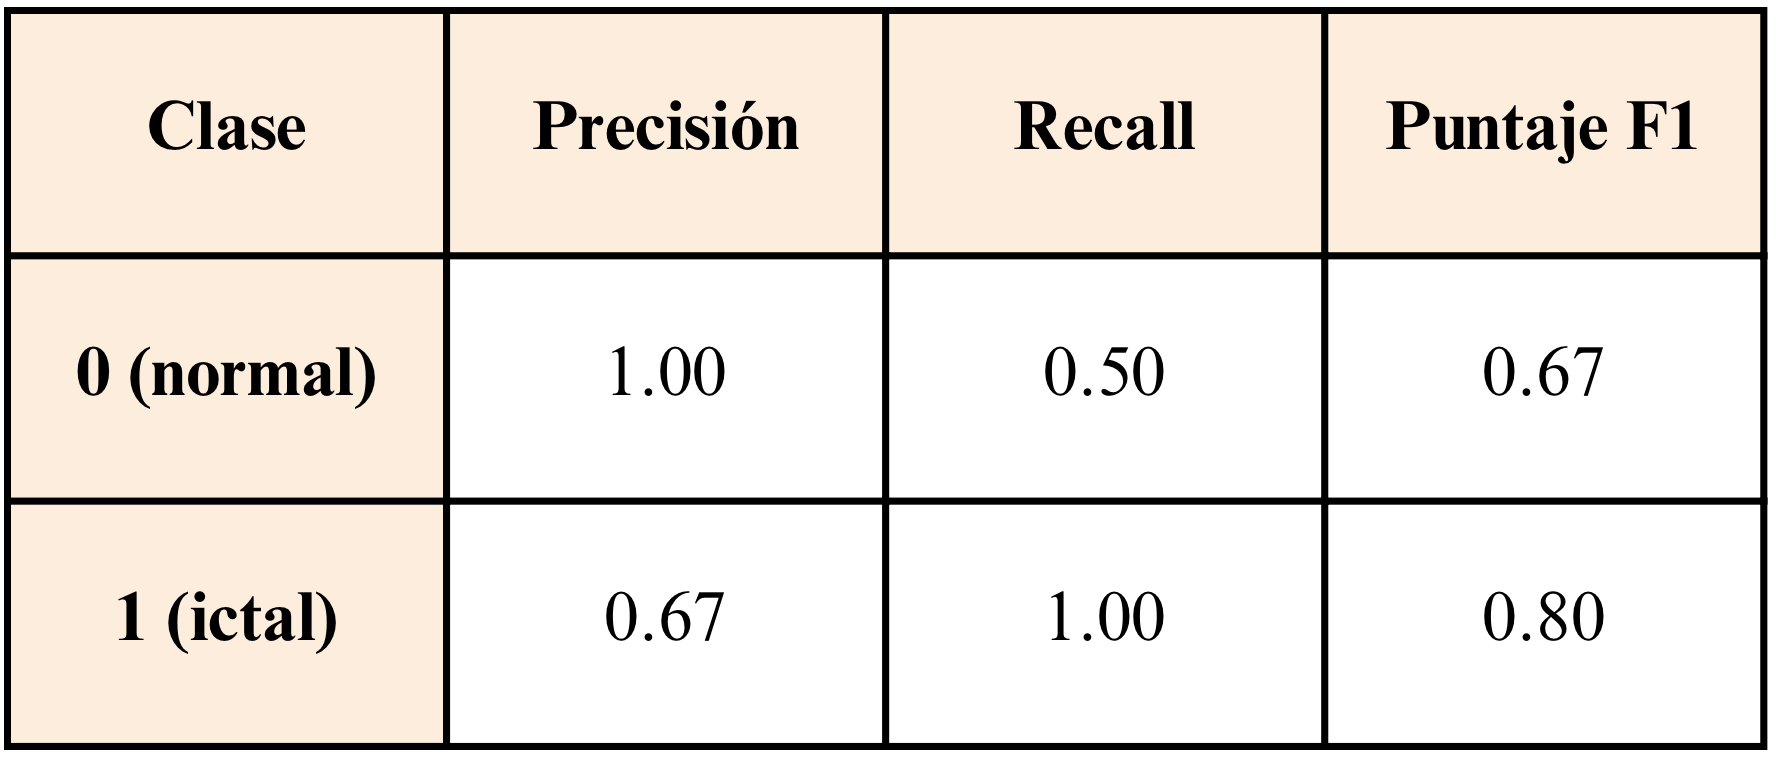 Clase Precisión Recall Puntaje F1
0 (normal) 1.00 0.50 0.67
1 (ictal) 0.67 1.00 0.80